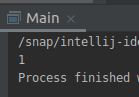 Main
/snap/intellij-ide
1
Process finished